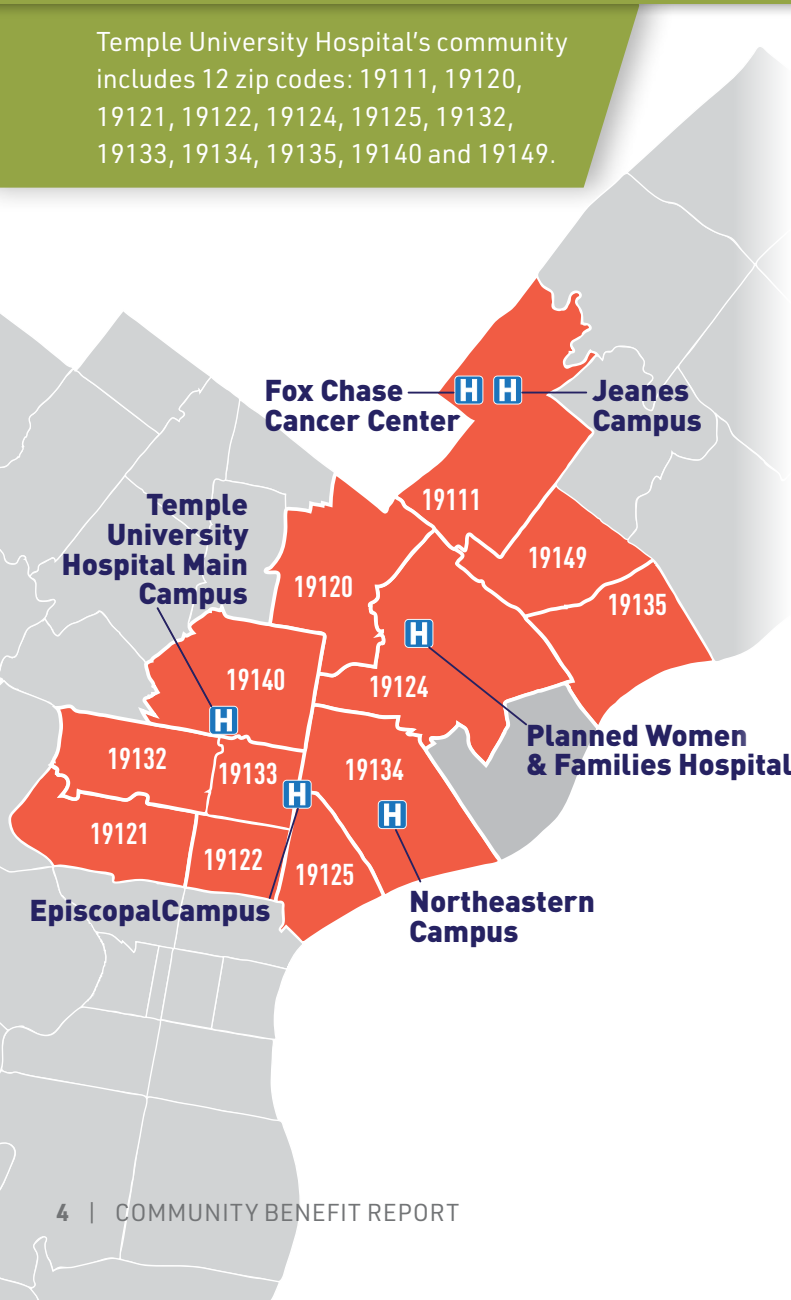 Temple University Hospital's community
includes 12 zip codes: 19111, 19120,
19121, 19122, 19124, 19125, 19132,
19133, 19134, 19135, 19140 and 19149.
Fox Chase
Cancer Center
H
H
Jeanes
Campus
19111
Temple
University
Hospital Main
Campus
19149
19120
19135
H
19140
19124
H
Planned Women
& Families Hospital
19132
19133
19134
H
H
19121
19122
19125
EpiscopalCampus
Northeastern
Campus
4 | COMMUNITY BENEFIT REPORT